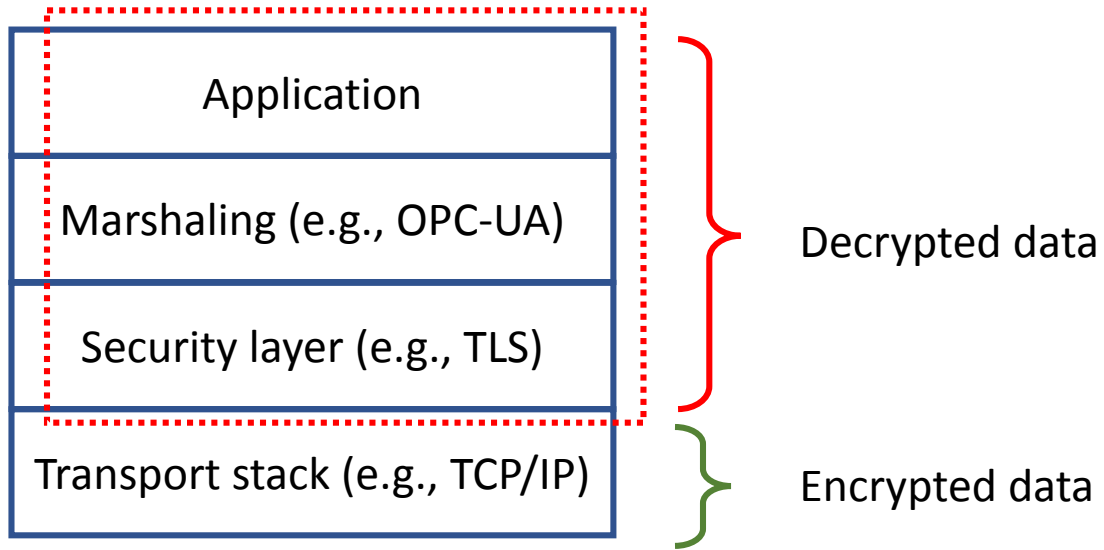 Application
Marshaling (e.g., OPC-UA)
Decrypted data
Security layer (e.g., TLS)
Transport stack (e.g., TCP/IP)
Encrypted data